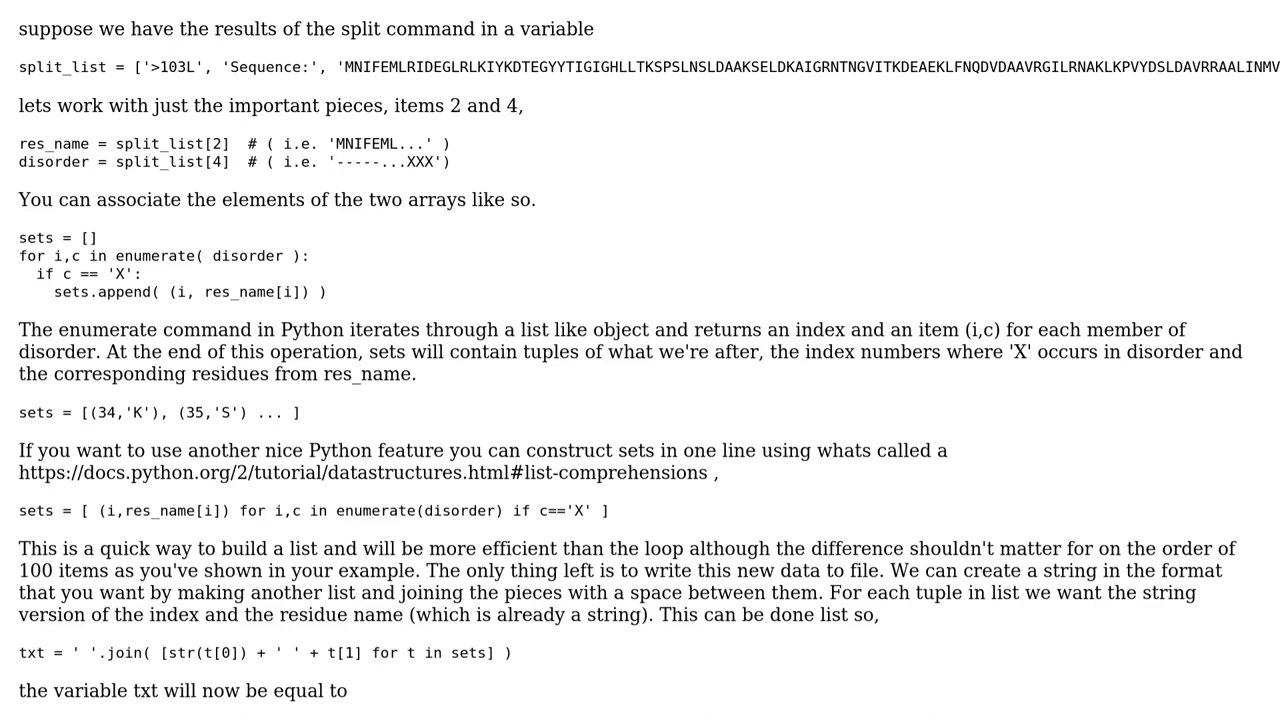 suppose we have the results of the split command in a variable
split_list = ['>103L', 'Sequence:', 'MNIFEMLRIDEGLRLKIYKDTEGYYTIGIGHLLTKSPSLNSLDAAKSELDKAIGRNTNGVITKDEAEKLFNQDVDAAVRGILRNAKLKPVYDSLDAVRRAALINMV
lets work with just the important pieces, items 2 and 4,
res_name = split_list[2]  # ( i.e. 'MNIFEML...' )
disorder = split_list[4]  # ( i.e. '-----...XXX')
You can associate the elements of the two arrays like so.
sets = []
for i,c in enumerate( disorder ):
  if c == 'X':
    sets.append( (i, res_name[i]) )
The enumerate command in Python iterates through a list like object and returns an index and an item (i,c) for each member of
disorder. At the end of this operation, sets will contain tuples of what we're after, the index numbers where 'X' occurs in disorder and
the corresponding residues from res_name.
sets = [(34,'K'), (35,'S') ... ]
If you want to use another nice Python feature you can construct sets in one line using whats called a
https://docs.python.org/2/tutorial/datastructures.html#list-comprehensions ,
sets = [ (i,res_name[i]) for i,c in enumerate(disorder) if c=='X' ]
This is a quick way to build a list and will be more efficient than the loop although the difference shouldn't matter for on the order of
100 items as you've shown in your example. The only thing left is to write this new data to file. We can create a string in the format
that you want by making another list and joining the pieces with a space between them. For each tuple in list we want the string
version of the index and the residue name (which is already a string). This can be done list so,
txt = ' '.join( [str(t[0]) + ' ' + t[1] for t in sets] )
the variable txt will now be equal to